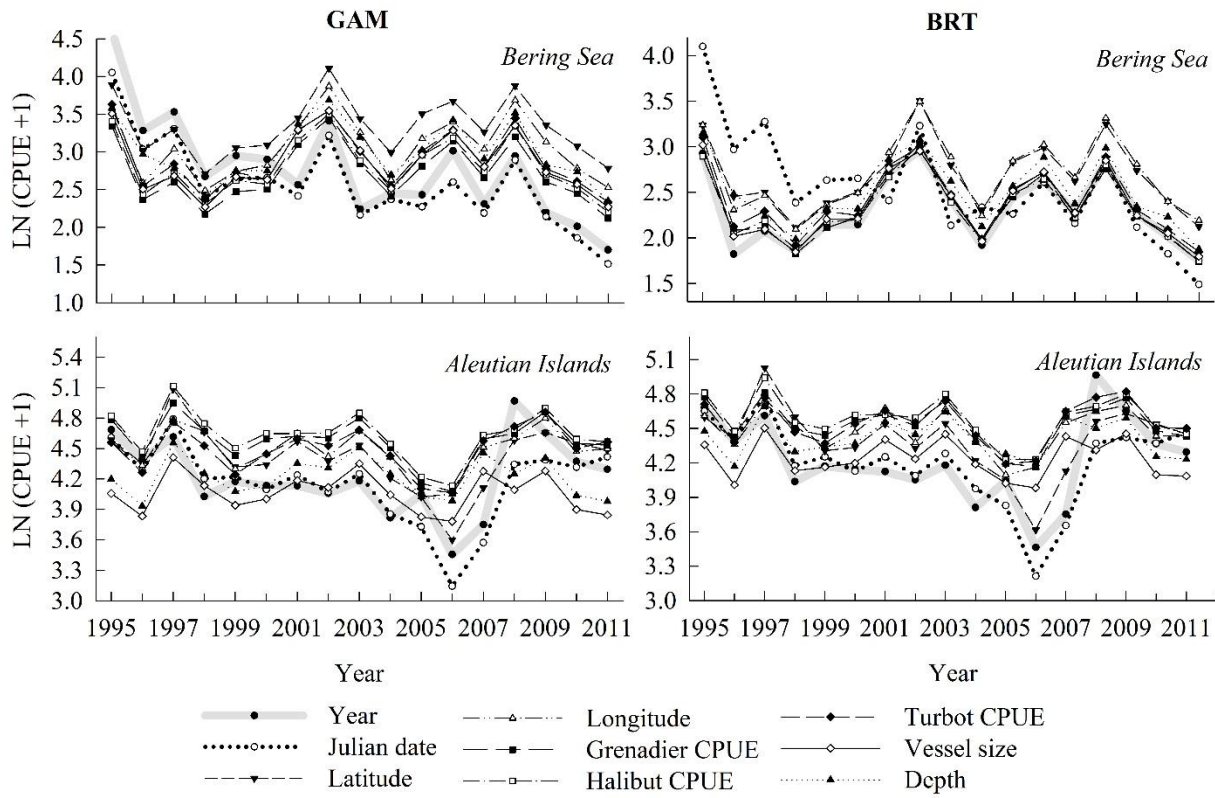 GAM
BRT
Bering Sea
Bering Sea
LN (CPUE +1)
4.5
4.0
3.5
3.0
2.5
2.0
1.5
1.0
4.0
3.5
3.0
2.5
2.0
1.5
Aleutian Islands
Aleutian Islands
LN (CPUE +1)
5.4
5.1
4.8
4.5
4.2
3.9
3.6
3.3
3.0
5.1
4.8
4.5
4.2
3.9
3.6
3.3
3.0
1995 1997 1999 2001 2003 2005 2007 2009 2011
1995 1997 1999 2001 2003 2005 2007 2009 2011
Year
Year
Year
Longitude
Turbot CPUE
Julian date
Grenadier CPUE
Vessel size
Latitude
Halibut CPUE
Depth